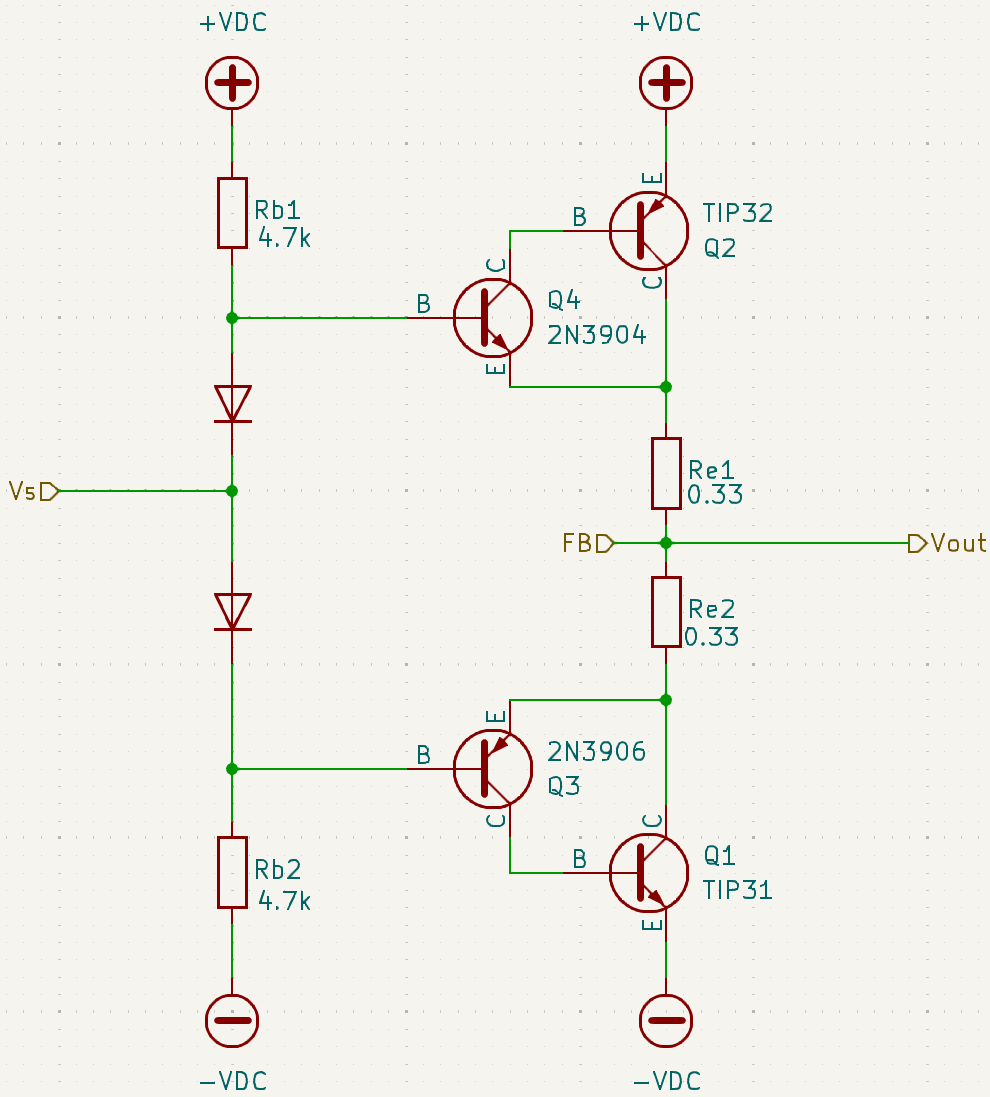 +VDC
+VDC
E
Rb1
4.7k
B
TIP32
Q2
C
C
B
Q4
2N3904
E
Vs
Re1
0.33
FB
Vout
Re2
0.33
E
B
2N3906
Q3
C
C
B
Q1
TIP31
Rb2
4.7k
E
−VDC
−VDC